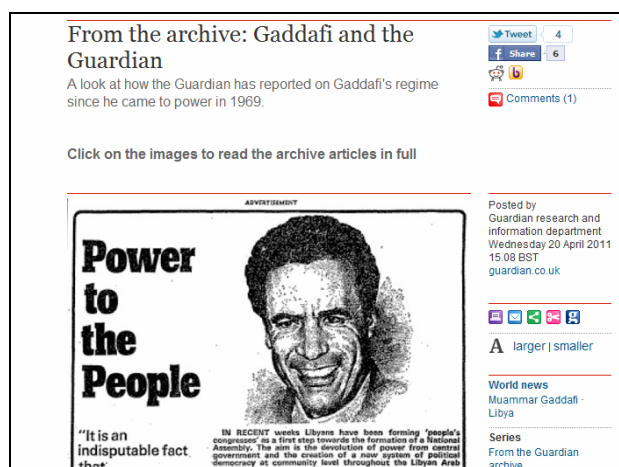 From the archive: Gaddafi and the
Guardian
A look at how the Guardian has reported on Gaddafi's regime
since he came to power in 1969.
Click on the images to read the archive articles in full
ADVERTISEMENT
Power
to
the
People
"It is an
indisputable fact
that
IN RECENT weeks Libyans have been forming 'people's
congresses' as a first step towards the formation of a National
Assembly. The aim is the devolution of power from central
government and the creation of a new system of political
democracy at community level throughout the Libyan Arab
Tweet 4
Share 6
Comments (1)
Posted by
Guardian research and
information department
Wednesday 20 April 2011
15.08 BST
guardian.co.uk
A larger | smaller
World news
Muammar Gaddafi ·
Libya
Series
From the Guardian
archive